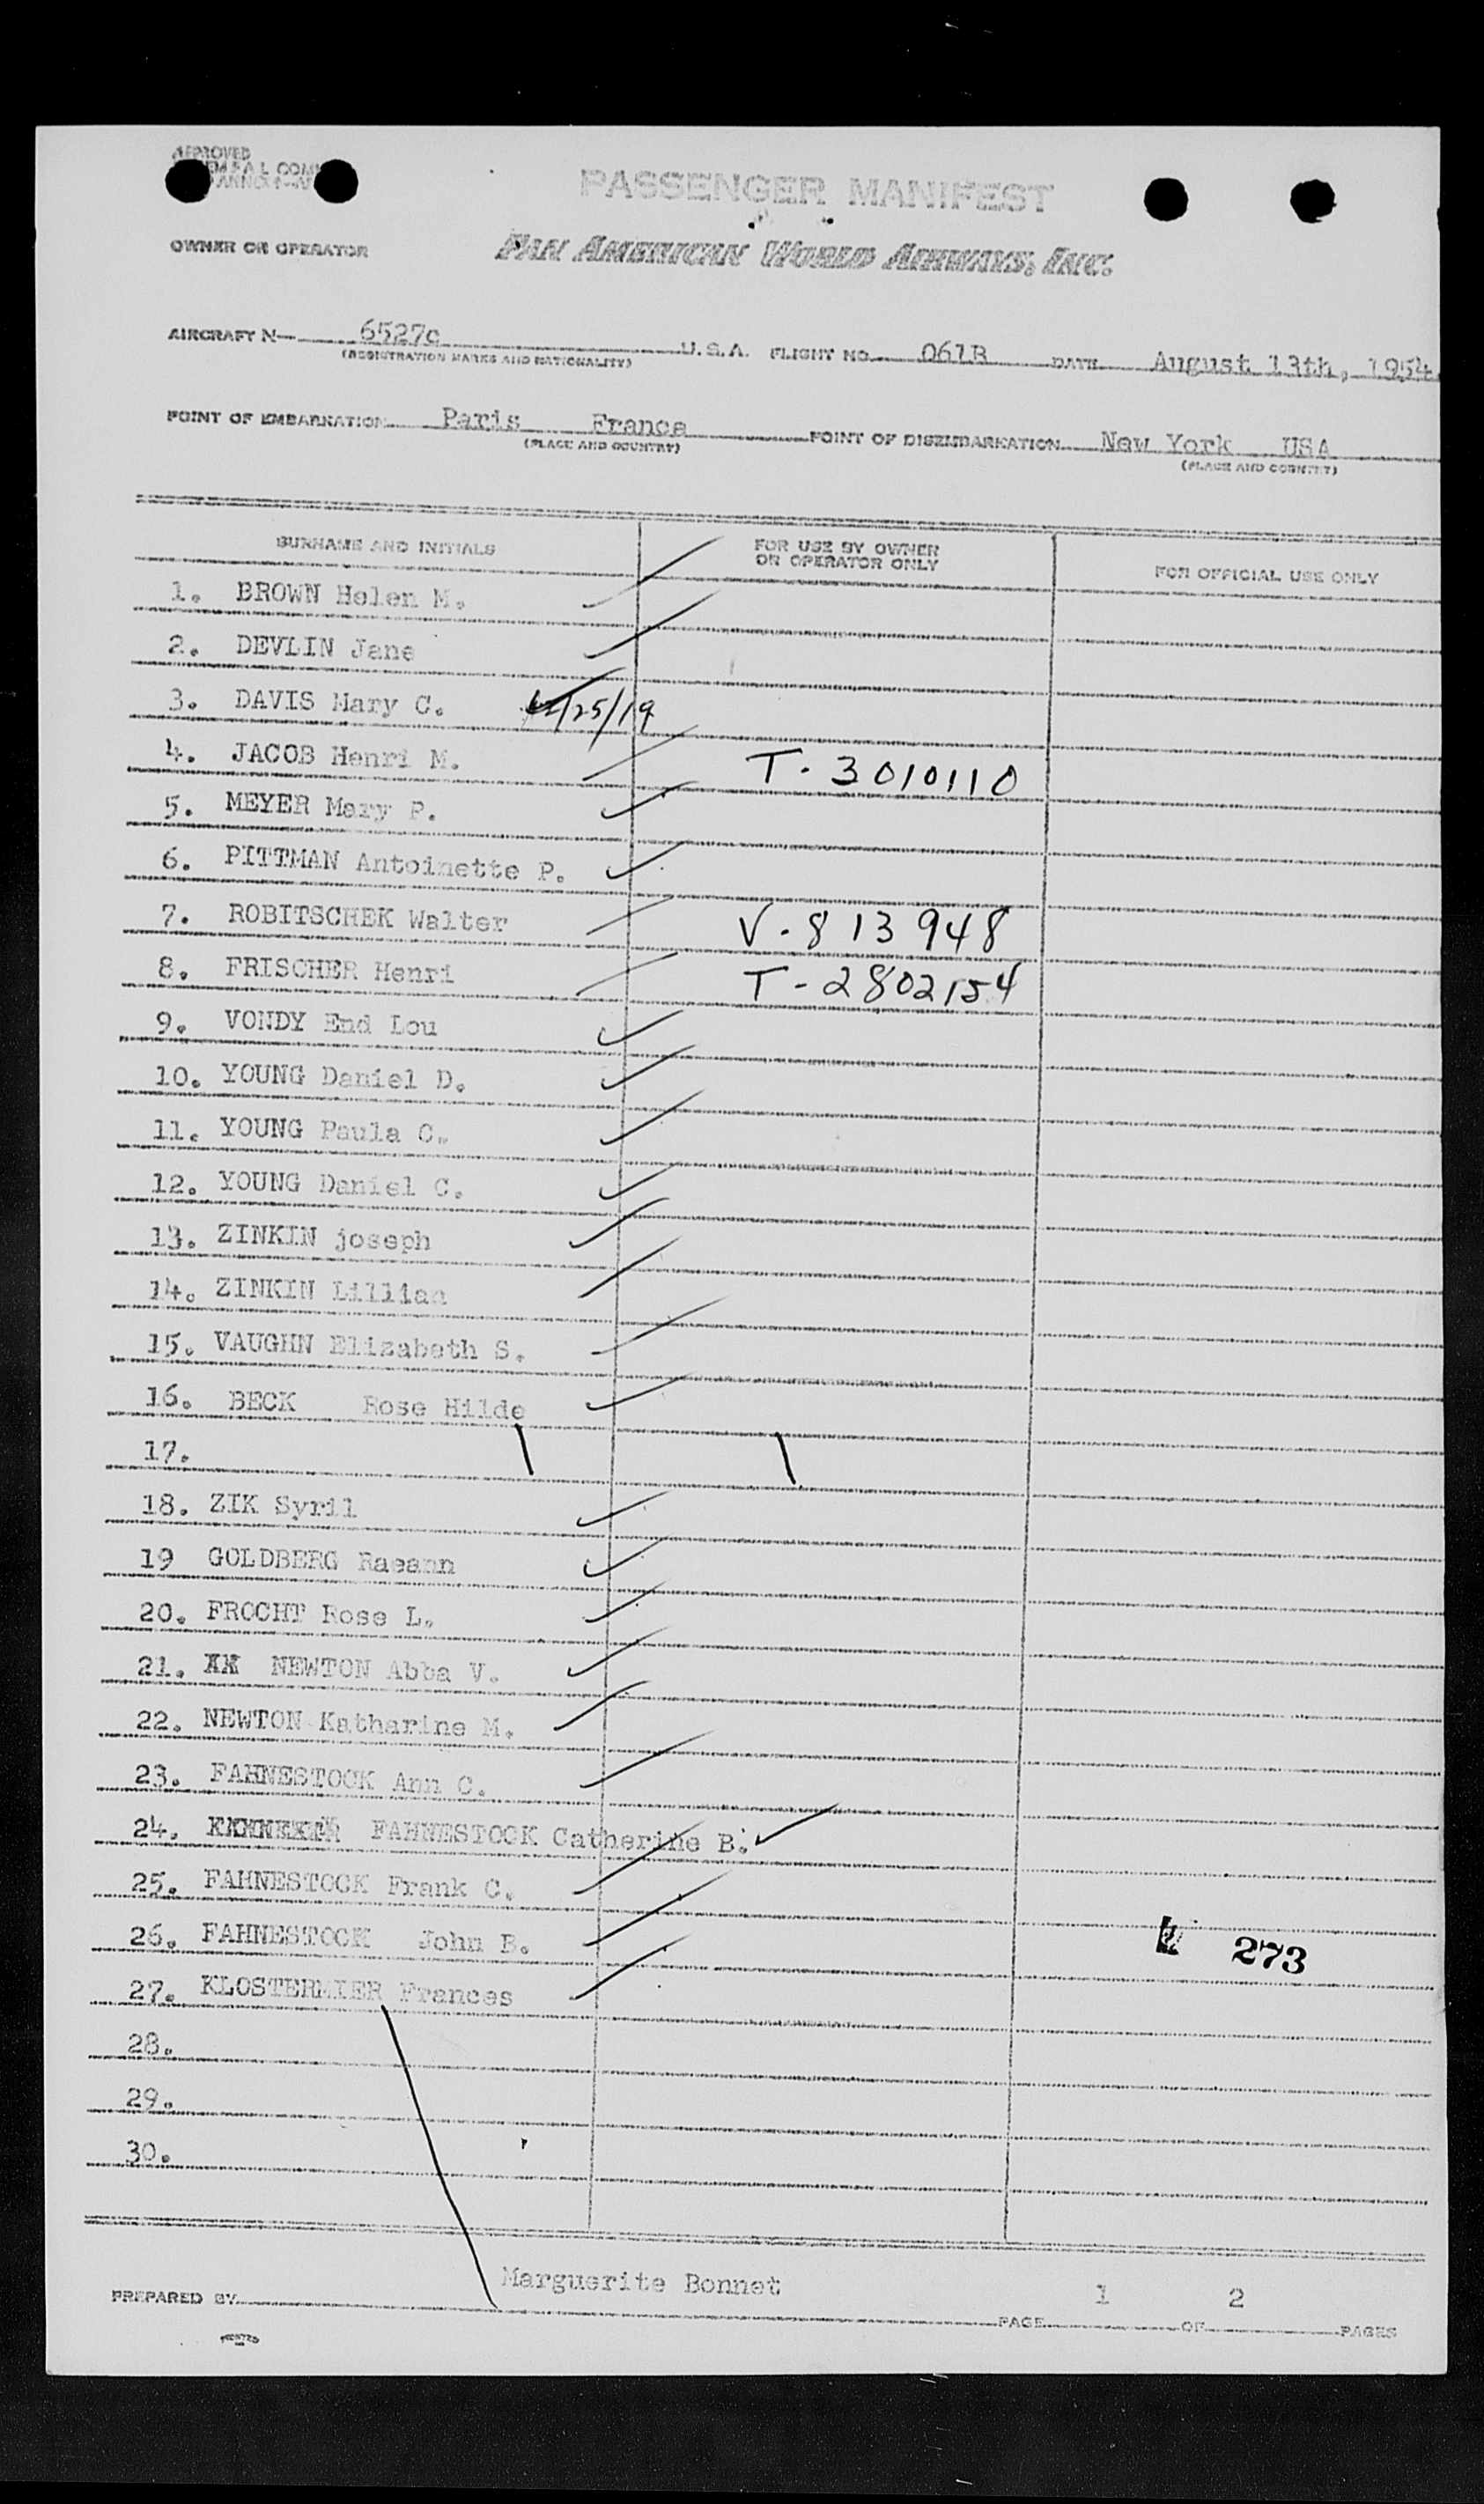 APPROVED
PASSENGER MANIFEST
OWNER OR OPERATOR PAN AMERICAN WORLD AIRWAYS, INC.
AIRCRAFT N— 6527c U.S.A. FLIGHT NO. 061B DATE August 13th, 1954
(REGISTRATION MARKS AND NATIONALITY)
POINT OF EMBARKATION Paris France POINT OF DISEMBARKATION New York USA
(PLACE AND COUNTRY) (PLACE AND COUNTRY)
SURNAME AND INITIALS FOR USE BY OWNER OR OPERATOR ONLY FOR OFFICIAL USE ONLY
1. BROWN Helen M.
2. DEVLIN Jane
3. DAVIS Mary C. /25/19
4. JACOB Henri M. T-3010110
5. MEYER Mary P.
6. PITTMAN Antoinette P.
7. ROBITSCHEK Walter V-813948
8. FRISCHER Henri T-2802154
9. VONDY End Lou
10. YOUNG Daniel D.
11. YOUNG Paula C.
12. YOUNG Daniel C.
13. ZINKIN joseph
14. ZINKIN Lillian
15. VAUGHN Elizabeth S.
16. BECK Rose Hilde
17.
18. ZIK Syril
19 GOLDBERG Raeann
20. FROCHT Rose L.
21. NEWTON Abba V.
22. NEWTON Katharine M.
23. FAHNESTOCK Ann C.
24. FAHNESTOCK Catherine B.
25. FAHNESTOCK Frank C.
26. FAHNESTOCK John B. 273
27. KLOSTERMIER Frances
28.
29.
30.
PREPARED BY Marguerite Bonnet PAGE 1 OF 2 PAGES